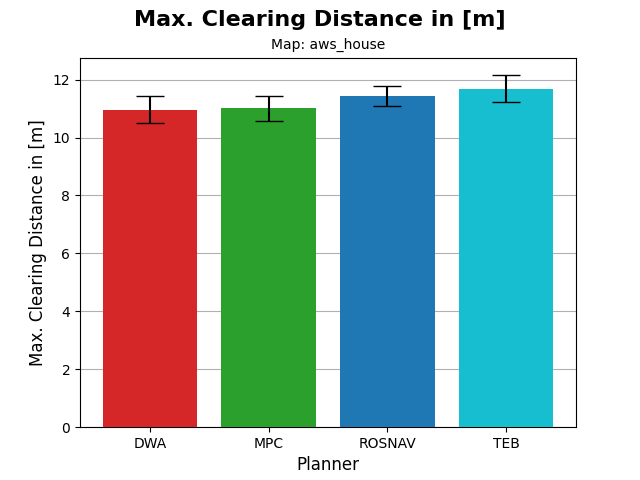 Max. Clearing Distance in [m]
Map: aws_house
Max. Clearing Distance in [m]
12
10
8
6
4
2
0
DWA MPC ROSNAV TEB
Planner